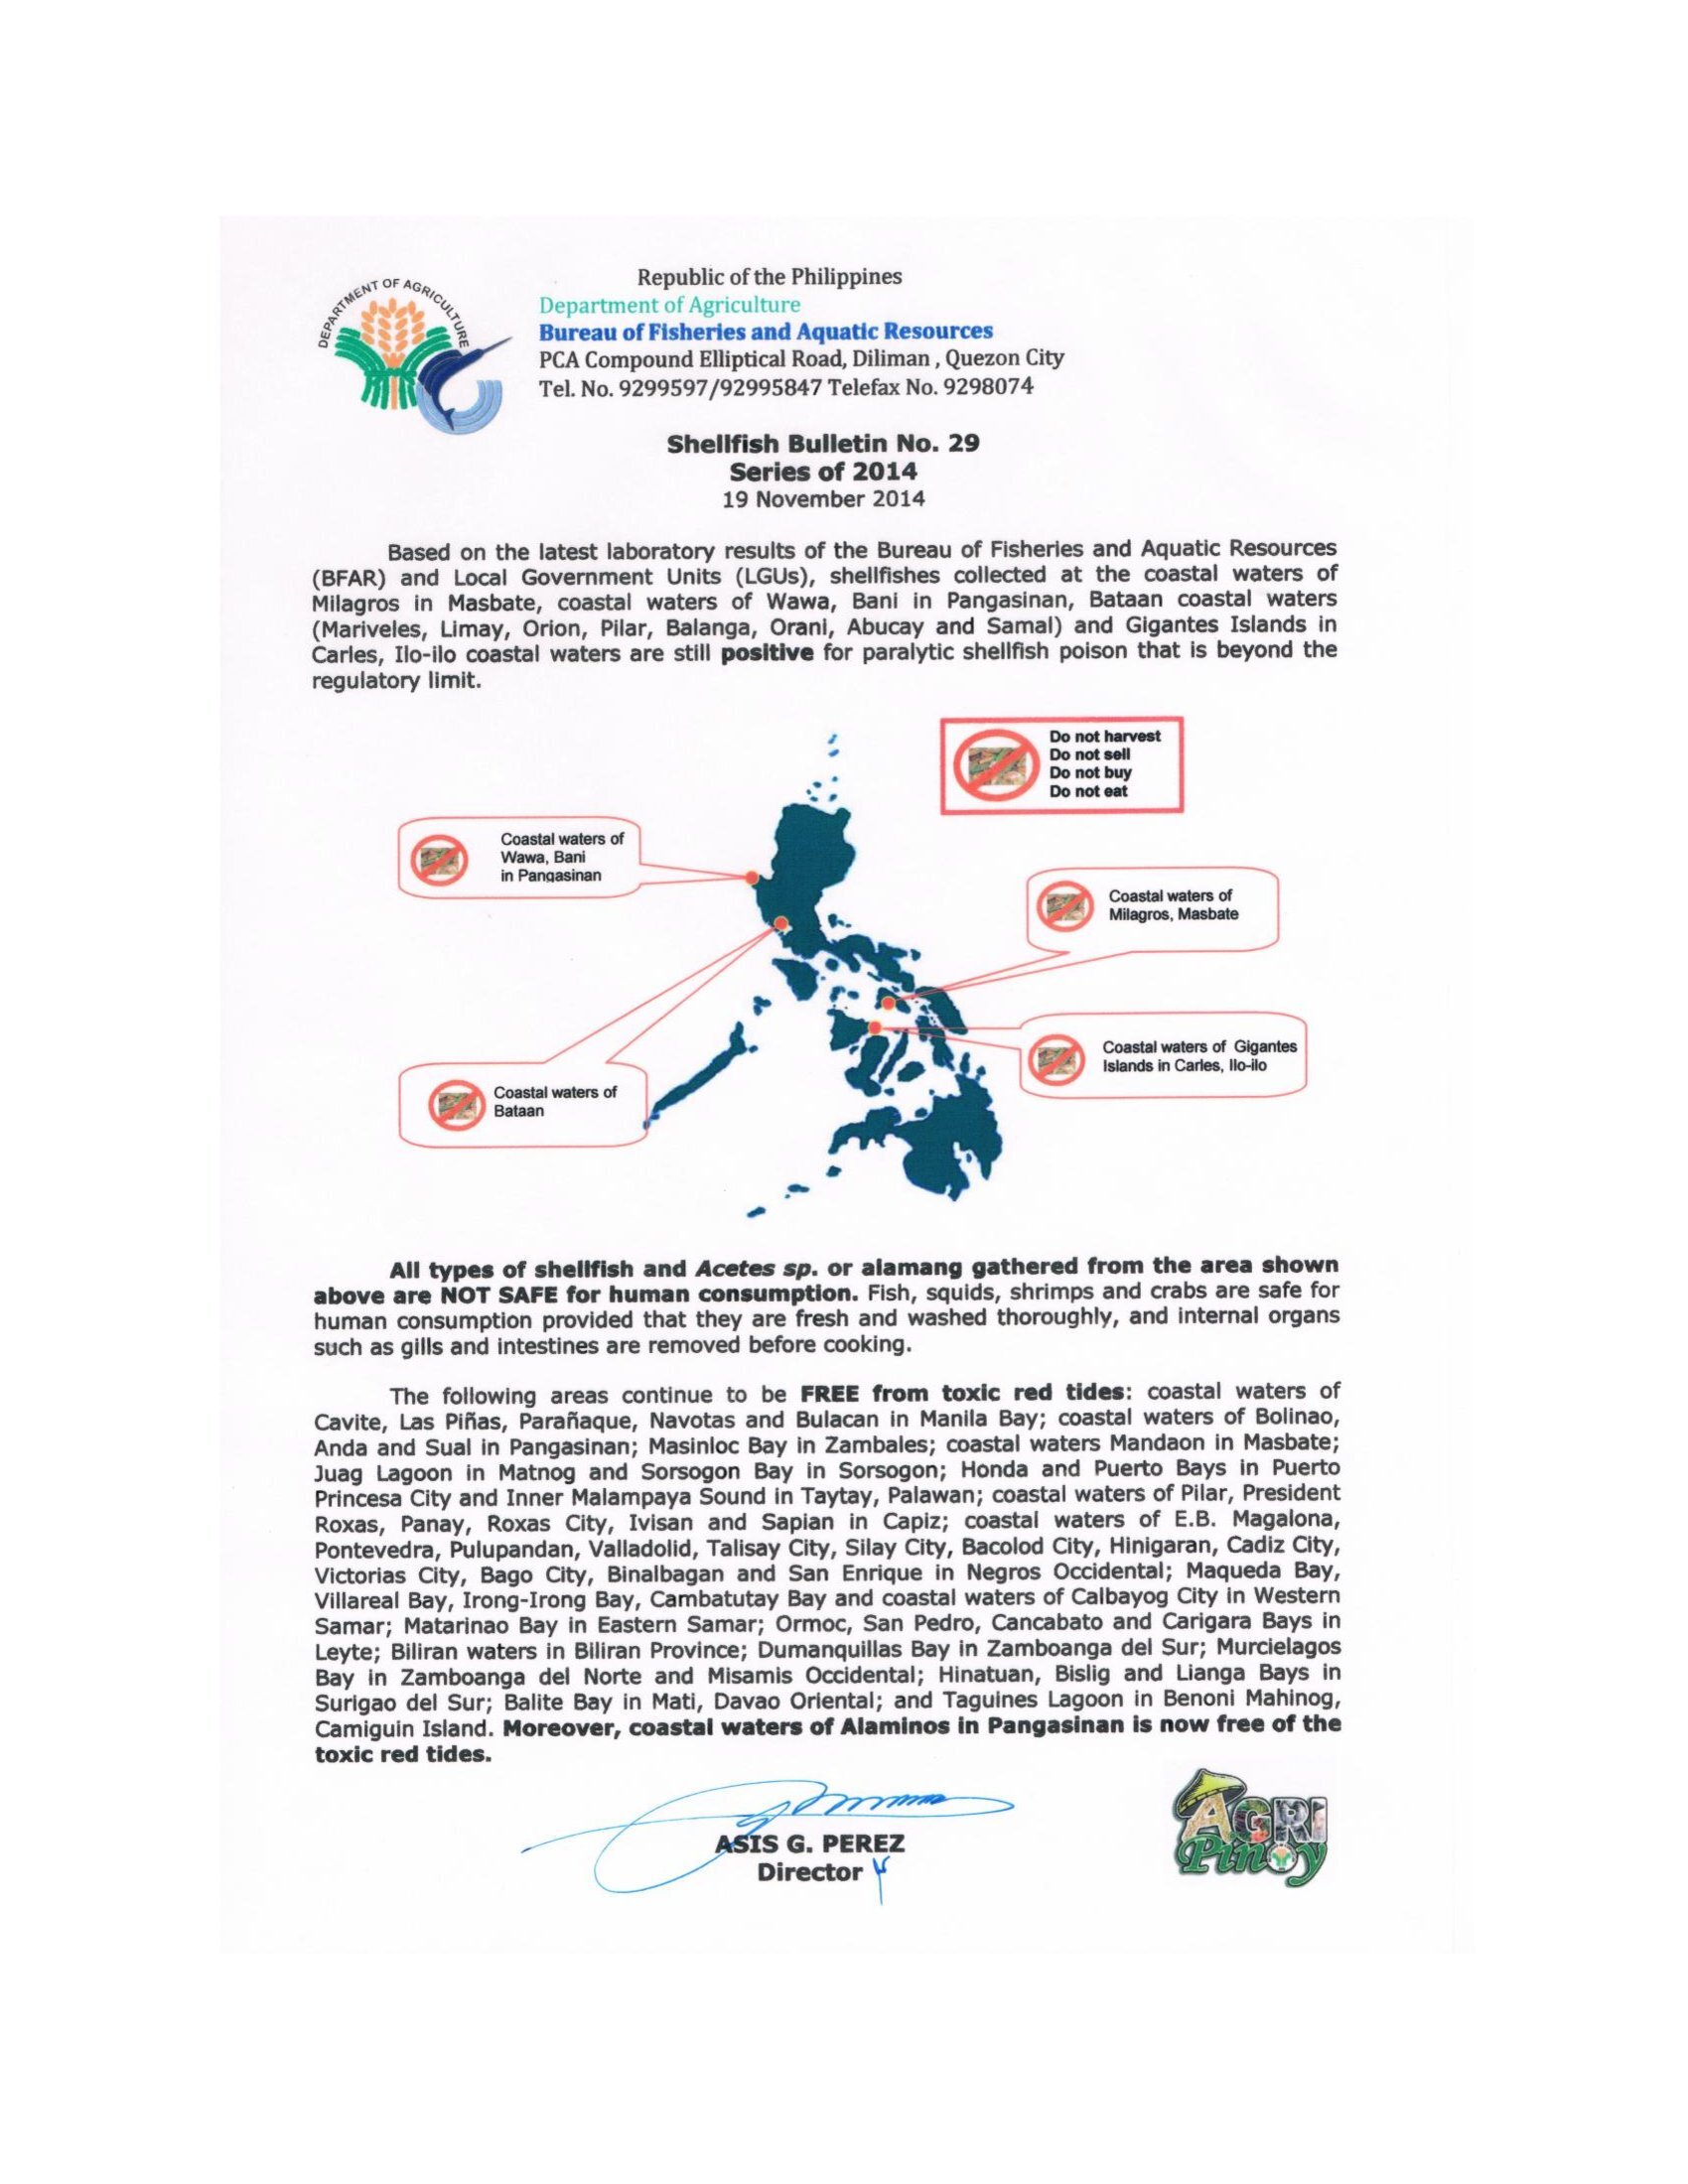 DEPARTMENT OF AGRICULTURE
Republic of the Philippines
Department of Agriculture
Bureau of Fisheries and Aquatic Resources
PCA Compound Elliptical Road, Diliman , Quezon City
Tel. No. 9299597/92995847 Telefax No. 9298074
Shellfish Bulletin No. 29
Series of 2014
19 November 2014
Based on the latest laboratory results of the Bureau of Fisheries and Aquatic Resources
(BFAR) and Local Government Units (LGUs), shellfishes collected at the coastal waters of
Milagros in Masbate, coastal waters of Wawa, Bani in Pangasinan, Bataan coastal waters
(Mariveles, Limay, Orion, Pilar, Balanga, Orani, Abucay and Samal) and Gigantes Islands in
Carles, Ilo-ilo coastal waters are still positive for paralytic shellfish poison that is beyond the
regulatory limit.
Do not harvest
Do not sell
Do not buy
Do not eat
Coastal waters of
Wawa, Bani
in Pangasinan
Coastal waters of
Milagros, Masbate
Coastal waters of Gigantes
Islands in Carles, Ilo-ilo
Coastal waters of
Bataan
All types of shellfish and Acetes sp. or alamang gathered from the area shown
above are NOT SAFE for human consumption. Fish, squids, shrimps and crabs are safe for
human consumption provided that they are fresh and washed thoroughly, and internal organs
such as gills and intestines are removed before cooking.
The following areas continue to be FREE from toxic red tides: coastal waters of
Cavite, Las Piñas, Parañaque, Navotas and Bulacan in Manila Bay; coastal waters of Bolinao,
Anda and Sual in Pangasinan; Masinloc Bay in Zambales; coastal waters Mandaon in Masbate;
Juag Lagoon in Matnog and Sorsogon Bay in Sorsogon; Honda and Puerto Bays in Puerto
Princesa City and Inner Malampaya Sound in Taytay, Palawan; coastal waters of Pilar, President
Roxas, Panay, Roxas City, Ivisan and Sapian in Capiz; coastal waters of E.B. Magalona,
Pontevedra, Pulupandan, Valladolid, Talisay City, Silay City, Bacolod City, Hinigaran, Cadiz City,
Victorias City, Bago City, Binalbagan and San Enrique in Negros Occidental; Maqueda Bay,
Villareal Bay, Irong-Irong Bay, Cambatutay Bay and coastal waters of Calbayog City in Western
Samar; Matarinao Bay in Eastern Samar; Ormoc, San Pedro, Cancabato and Carigara Bays in
Leyte; Biliran waters in Biliran Province; Dumanquillas Bay in Zamboanga del Sur; Murcielagos
Bay in Zamboanga del Norte and Misamis Occidental; Hinatuan, Bislig and Lianga Bays in
Surigao del Sur; Balite Bay in Mati, Davao Oriental; and Taguines Lagoon in Benoni Mahinog,
Camiguin Island. Moreover, coastal waters of Alaminos in Pangasinan is now free of the
toxic red tides.
ASIS G. PEREZ
Director
AGRI
Pinoy